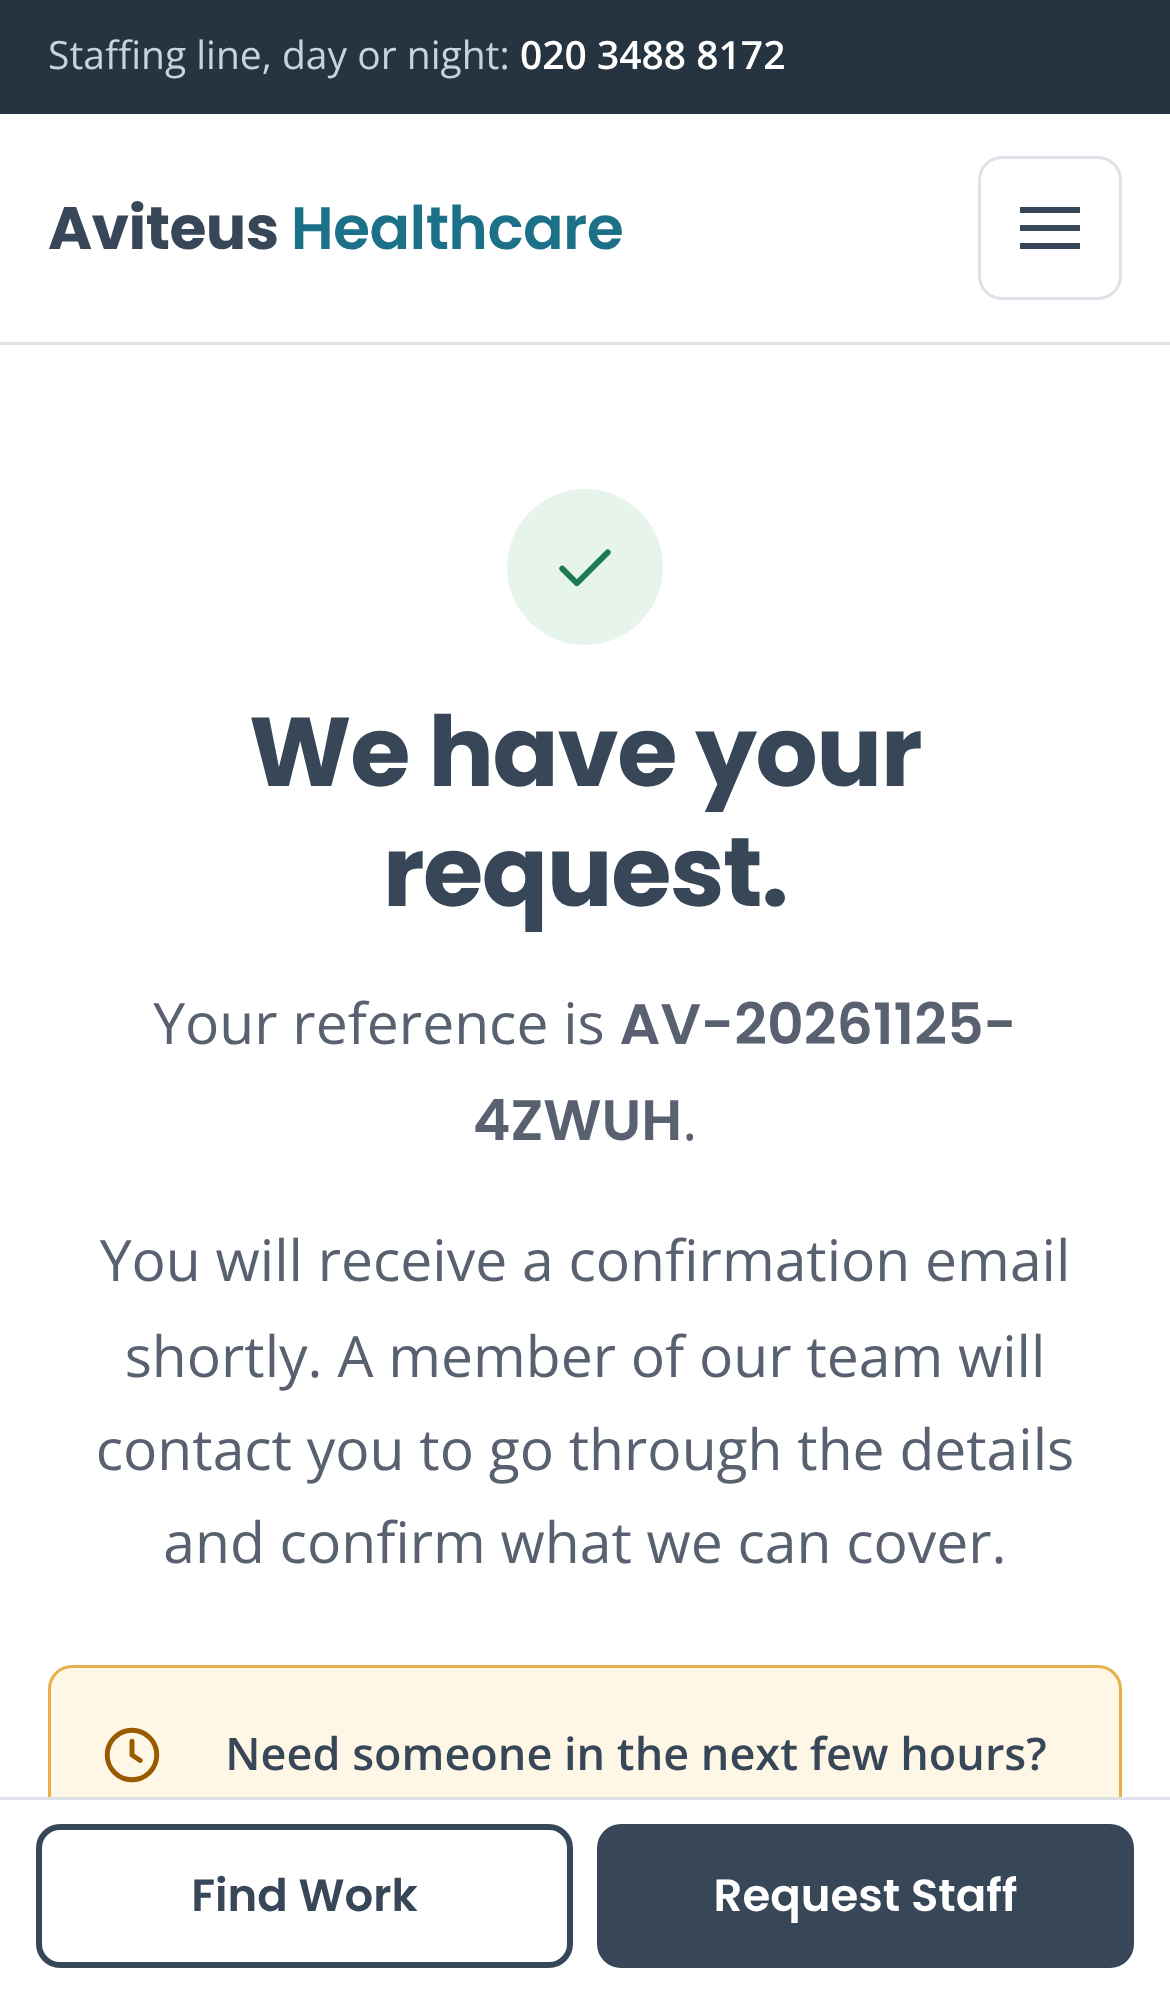 Staffing line, day or night: 020 3488 8172
Aviteus Healthcare
We have your
request.
Your reference is AV-20261125-
4ZWUH.
You will receive a confirmation email
shortly. A member of our team will
contact you to go through the details
and confirm what we can cover.
Need someone in the next few hours?
Find Work
Request Staff